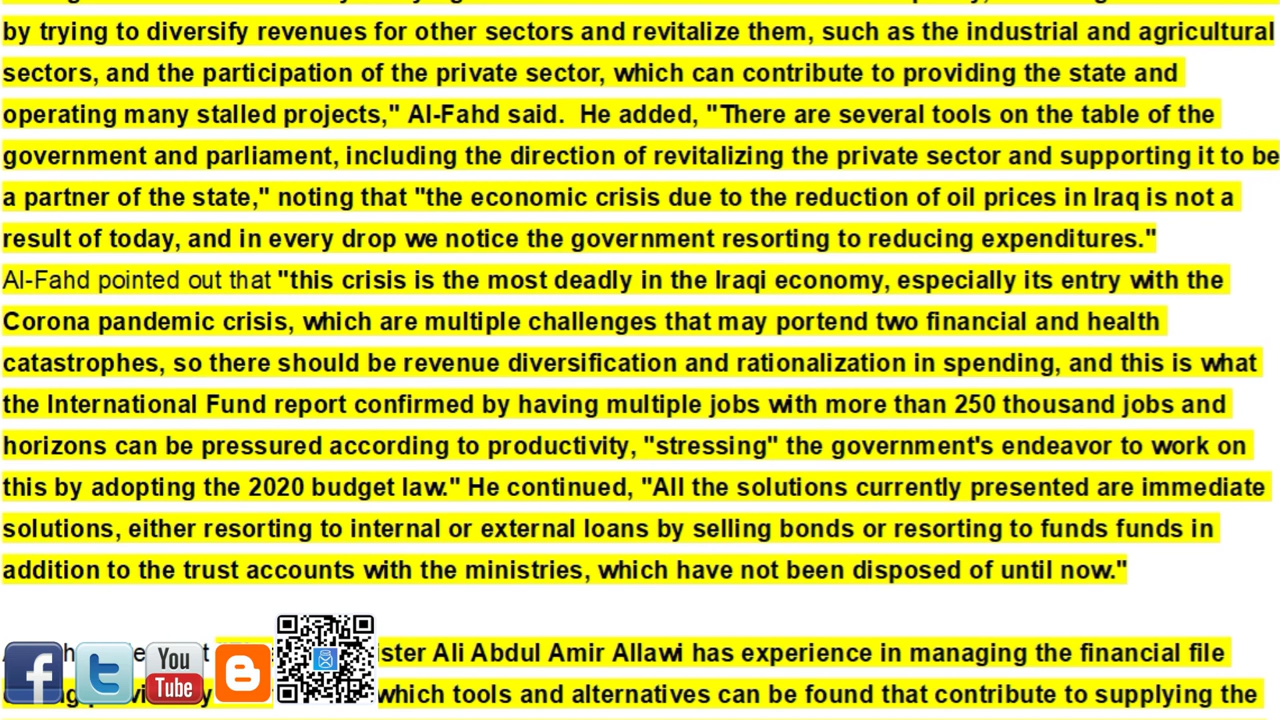 by trying to diversify revenues for other sectors and revitalize them, such as the industrial and agricultural
sectors, and the participation of the private sector, which can contribute to providing the state and
operating many stalled projects," Al-Fahd said.  He added, "There are several tools on the table of the
government and parliament, including the direction of revitalizing the private sector and supporting it to be
a partner of the state," noting that "the economic crisis due to the reduction of oil prices in Iraq is not a
result of today, and in every drop we notice the government resorting to reducing expenditures."
Al-Fahd pointed out that "this crisis is the most deadly in the Iraqi economy, especially its entry with the
Corona pandemic crisis, which are multiple challenges that may portend two financial and health
catastrophes, so there should be revenue diversification and rationalization in spending, and this is what
the International Fund report confirmed by having multiple jobs with more than 250 thousand jobs and
horizons can be pressured according to productivity, "stressing" the government's endeavor to work on
this by adopting the 2020 budget law." He continued, "All the solutions currently presented are immediate
solutions, either resorting to internal or external loans by selling bonds or resorting to funds funds in
addition to the trust accounts with the ministries, which have not been disposed of until now."
ister Ali Abdul Amir Allawi has experience in managing the financial file
which tools and alternatives can be found that contribute to supplying the
You
Tube